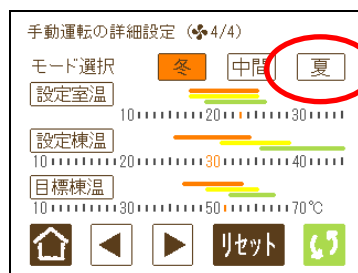 手動運転の詳細設定 (4/4)
モード選択 冬 中間 夏
設定室温
10 20 30
設定棟温
10 20 30 40
目標棟温
10 30 50 70℃
リセット